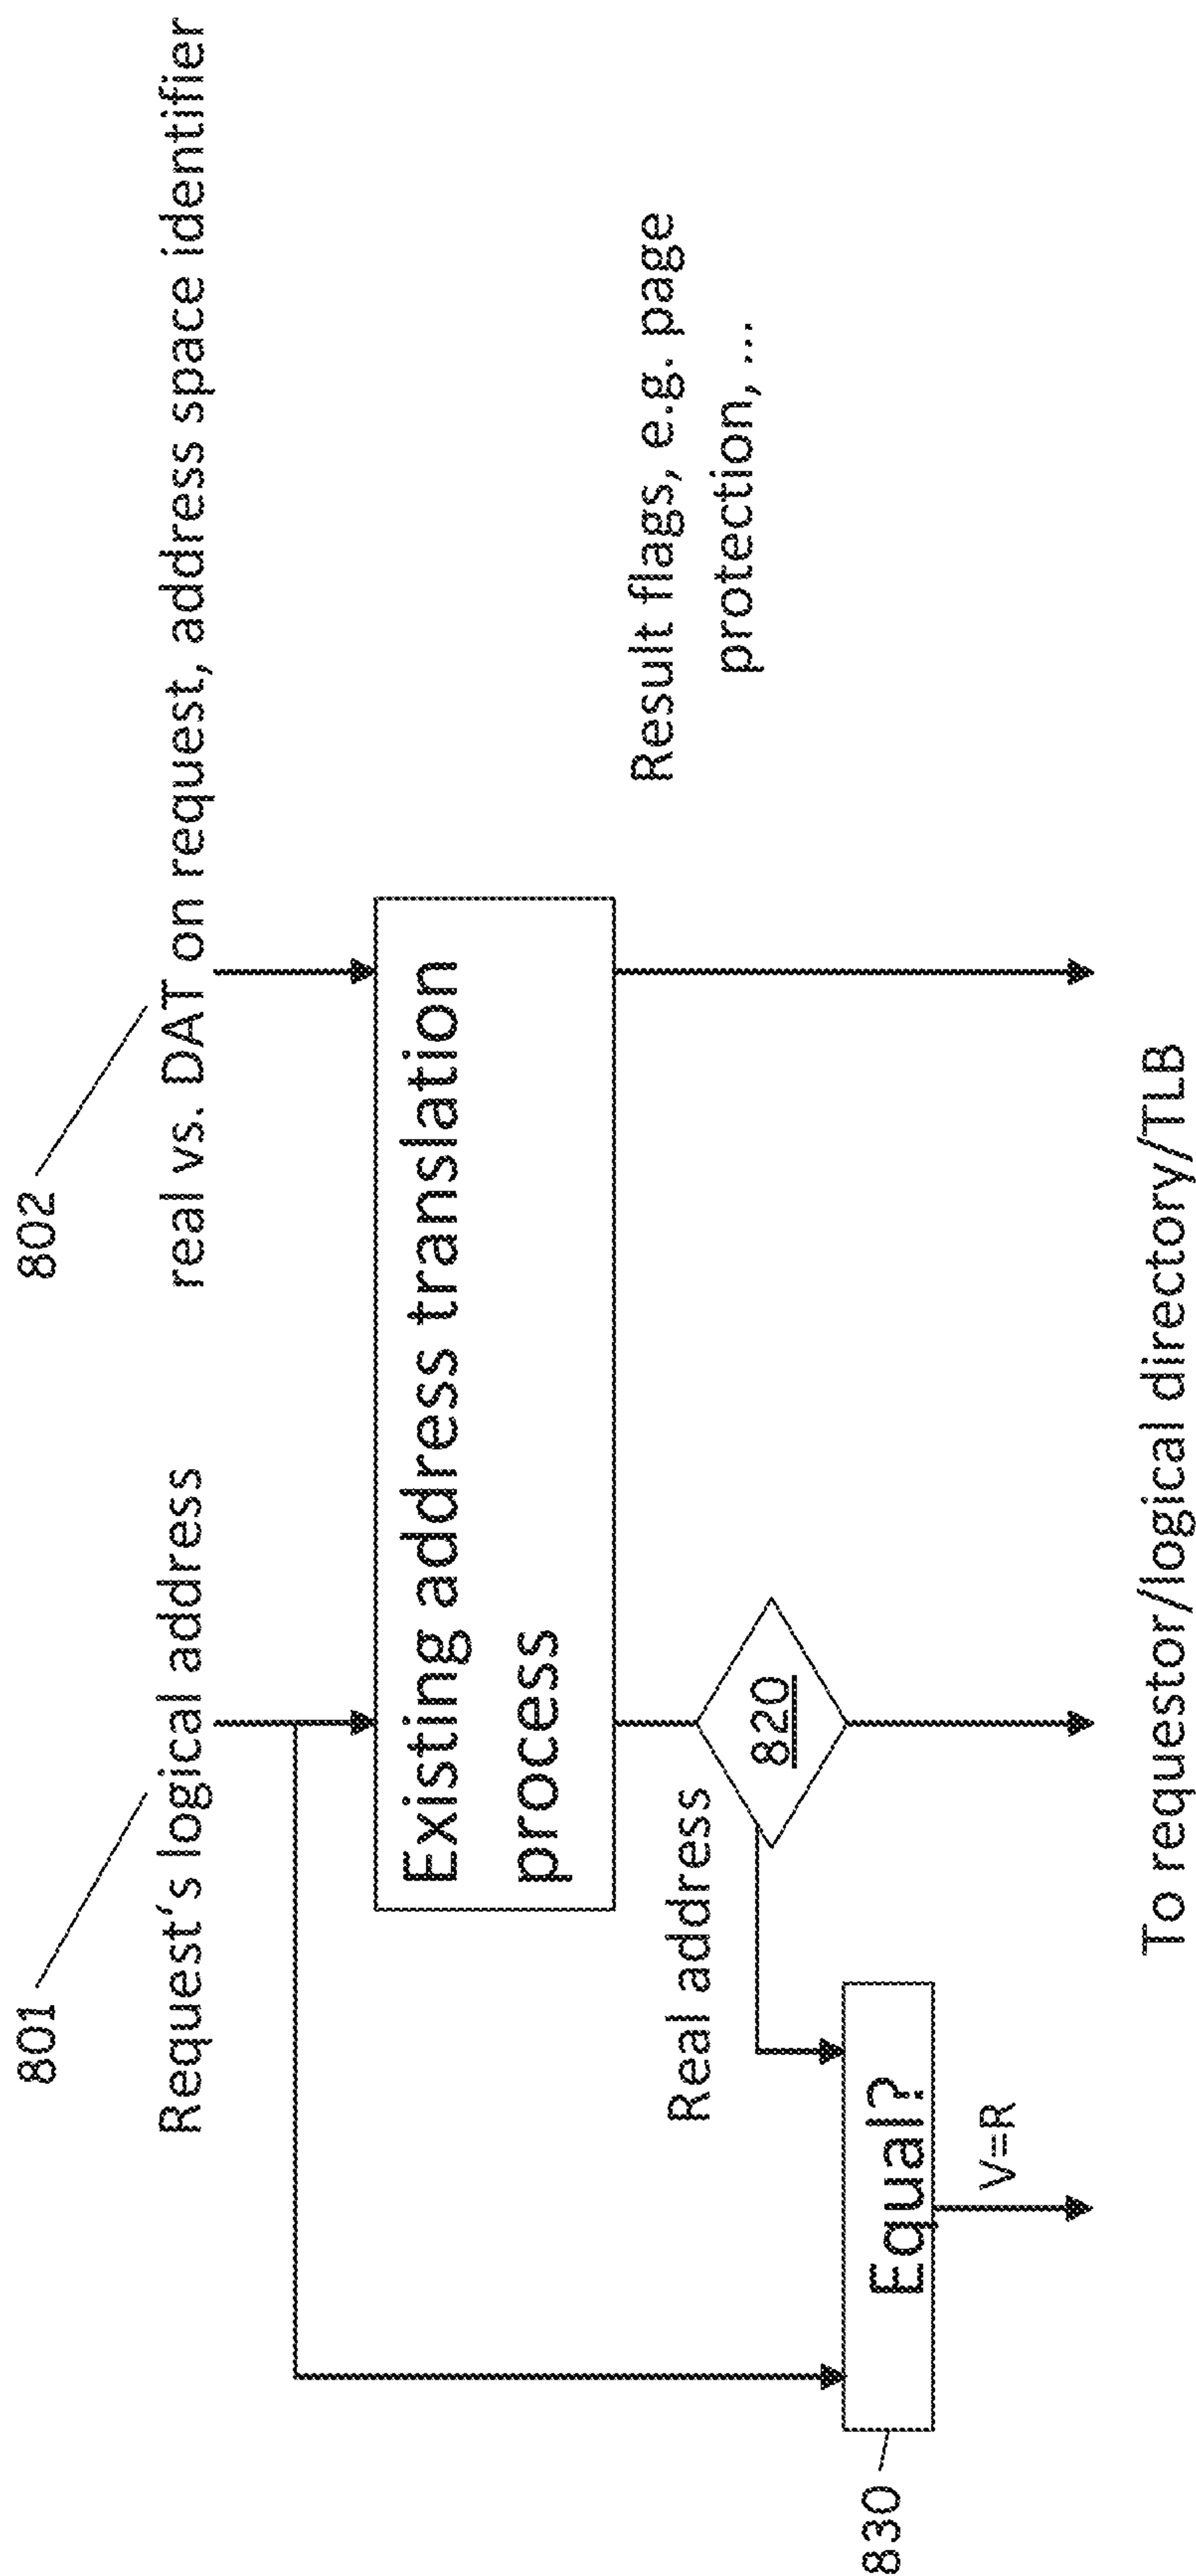 801
802
Request's logical address
real vs. DAT on request, address space identifier
Existing address translation
process
Real address
820
Result flags, e.g. page
protection, ...
830
Equal?
V=R
To requestor/logical directory/TLB